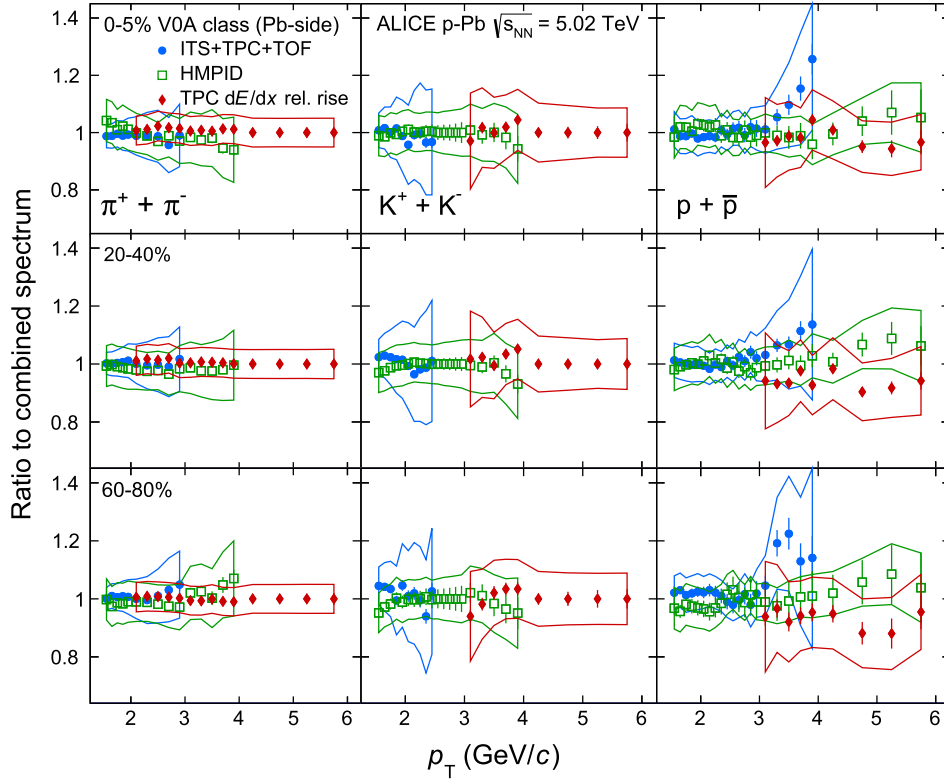 0-5% V0A class (Pb-side)
ITS+TPC+TOF
HMPID
TPC dE/dx rel. rise
π⁺ + π⁻
ALICE p-Pb √s_NN = 5.02 TeV
K⁺ + K⁻
p + p̅
20-40%
60-80%
Ratio to combined spectrum
1.4
1.2
1
0.8
1.4
1.2
1
0.8
1.4
1.2
1
0.8
2 3 4 5 6 2 3 4 5 6 2 3 4 5 6
p_T (GeV/c)